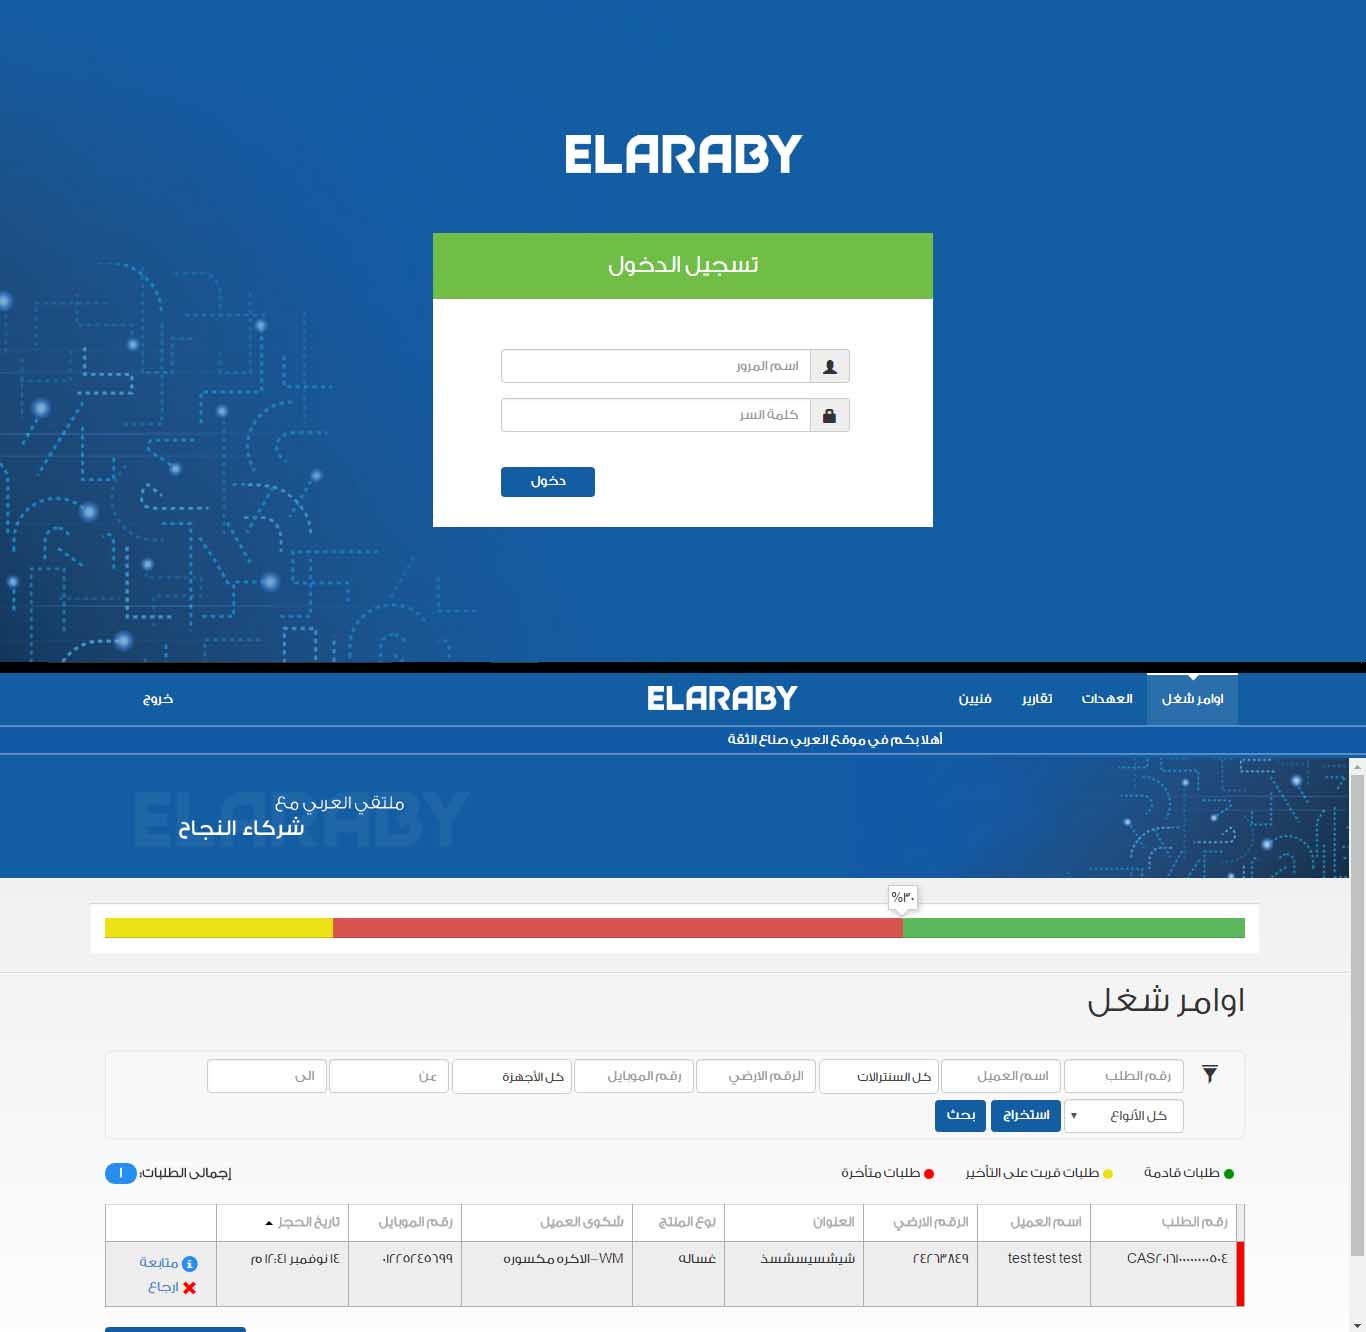 ELARABY
تسجيل الدخول
اسم المرور
كلمة السر
دخول
اوامر شغل
العهدات
تقارير
فنيين
ELARABY
خروج
أهلا بكم في موقع العربي صناع الثقة
ELARABY
ملتقي العربي مع
شركاء النجاح
%٣٠
اوامر شغل
رقم الطلب
اسم العميل
كل السنترالات
الرقم الارضي
رقم الموبايل
كل الأجهزة
عن
الى
كل الأنواع
استخراج
بحث
طلبات قادمة
طلبات قربت على التأخير
طلبات متأخرة
إجمالى الطلبات: ١
رقم الطلب
اسم العميل
الرقم الارضي
العنوان
نوع المنتج
شكوى العميل
رقم الموبايل
تاريخ الحجز
test test test
٢٤٢٦٣٨٤٩
شيشسيسشسذ
غساله
WM-الاكره مكسوره
٠١٢٢٥٢٤٥٦٩٩
١٤ نوفمبر ١٢:٤١ م
متابعة
ارجاع